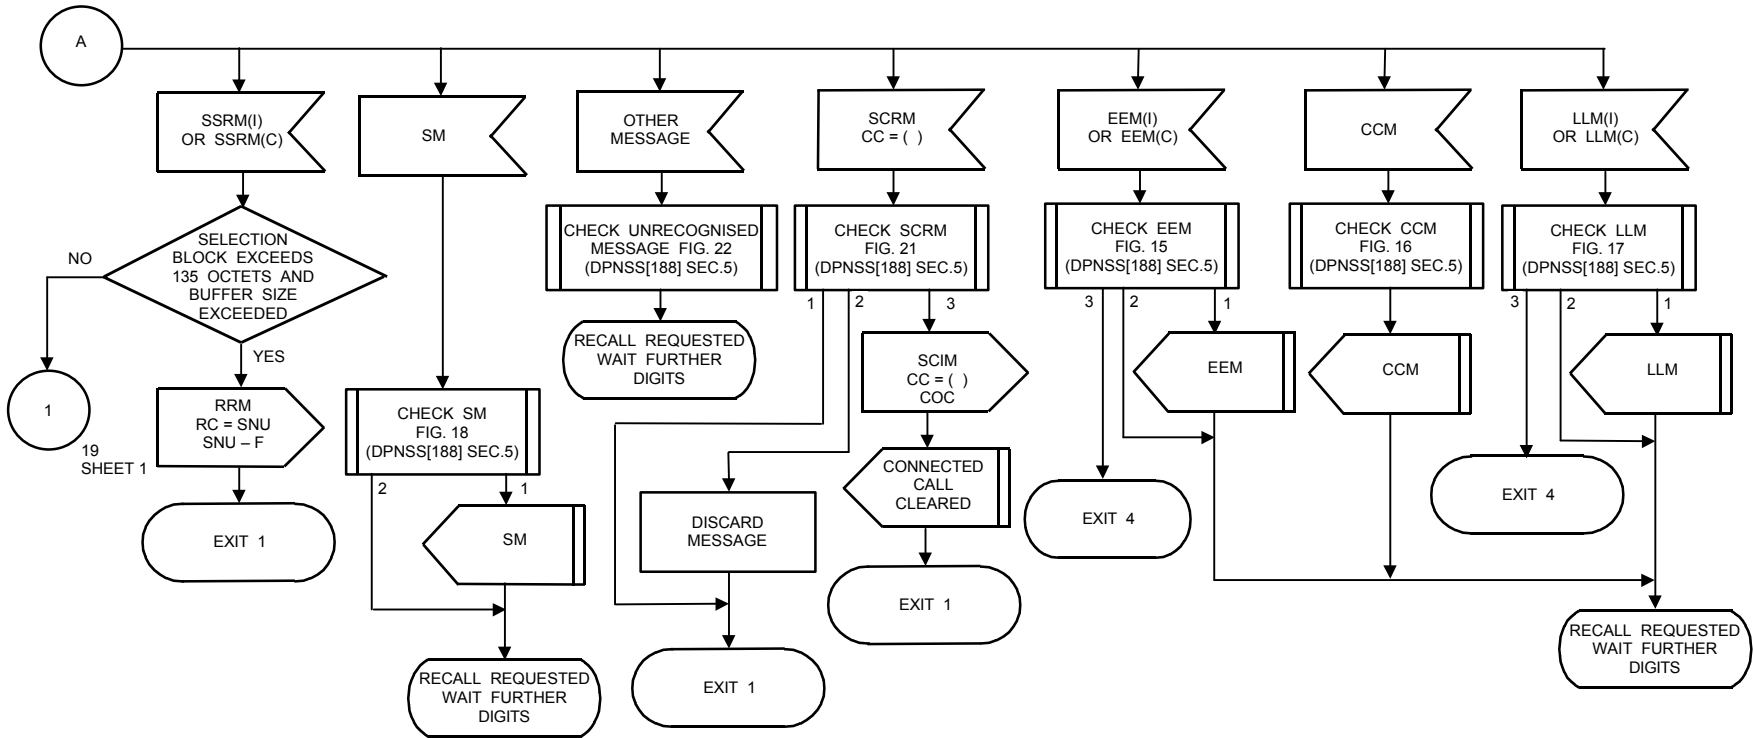 A
SSRM(I)
OR SSRM(C)
SM
OTHER
MESSAGE
SCRM
CC = ( )
EEM(I)
OR EEM(C)
CCM
LLM(I)
OR LLM(C)
SELECTION
BLOCK EXCEEDS
135 OCTETS AND
BUFFER SIZE
EXCEEDED
NO
YES
1
19
SHEET 1
RRM
RC = SNU
SNU – F
EXIT 1
CHECK SM
FIG. 18
(DPNSS[188] SEC.5)
2
1
SM
RECALL REQUESTED
WAIT FURTHER
DIGITS
CHECK UNRECOGNISED
MESSAGE FIG. 22
(DPNSS[188] SEC.5)
RECALL REQUESTED
WAIT FURTHER
DIGITS
CHECK SCRM
FIG. 21
(DPNSS[188] SEC.5)
1
2
3
DISCARD
MESSAGE
EXIT 1
SCIM
CC = ( )
COC
CONNECTED
CALL
CLEARED
EXIT 1
CHECK EEM
FIG. 15
(DPNSS[188] SEC.5)
3
2
1
EEM
EXIT 4
CHECK CCM
FIG. 16
(DPNSS[188] SEC.5)
CCM
CHECK LLM
FIG. 17
(DPNSS[188] SEC.5)
3
2
1
LLM
EXIT 4
RECALL REQUESTED
WAIT FURTHER
DIGITS